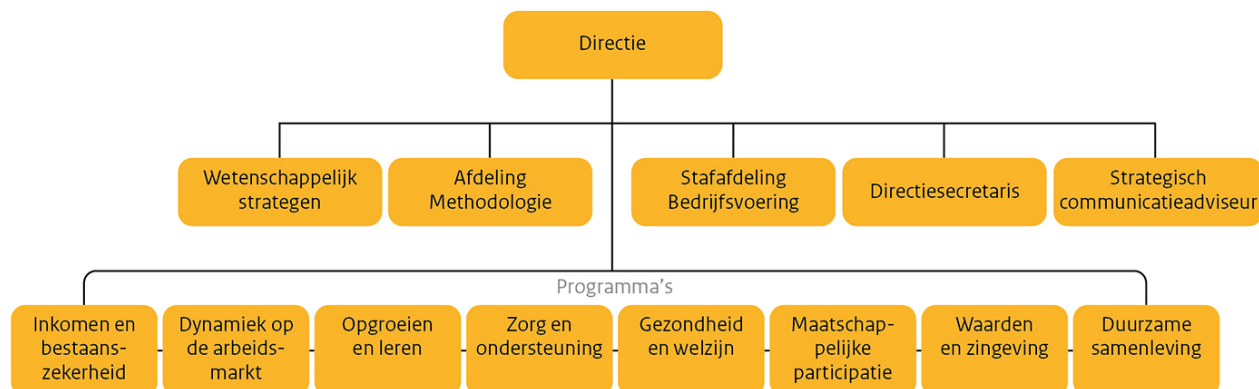 Directie
Wetenschappelijk
strategen
Afdeling
Methodologie
Stafafdeling
Bedrijfsvoering
Directiesecretaris
Strategisch
communicatieadviseur
Programma's
Inkomen en
bestaans-
zekerheid
Dynamiek op
de arbeids-
markt
Opgroeien
en leren
Zorg en
ondersteuning
Gezondheid
en welzijn
Maatschap-
pelijke
participatie
Waarden
en zingeving
Duurzame
samenleving